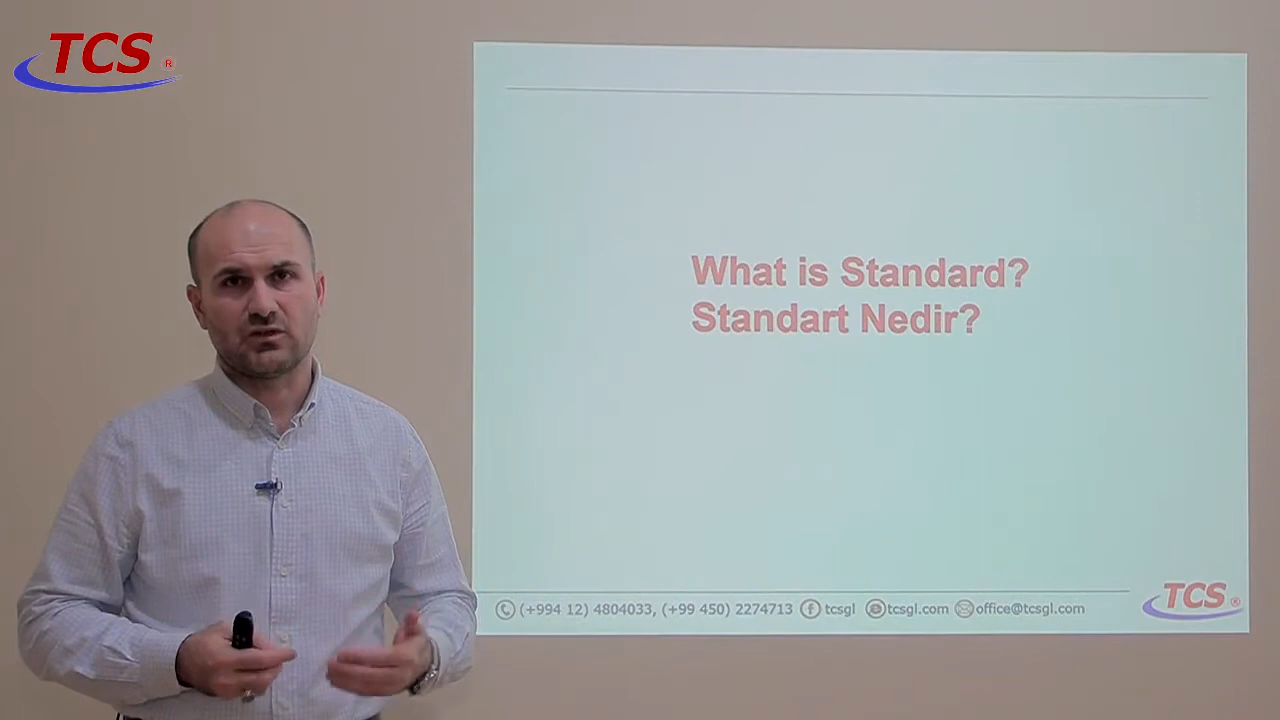 TCS ®
What is Standard?
Standart Nedir?
(+994 12) 4804033, (+99 450) 2274713 tcsgl tcsgl.com office@tcsgl.com
TCS ®